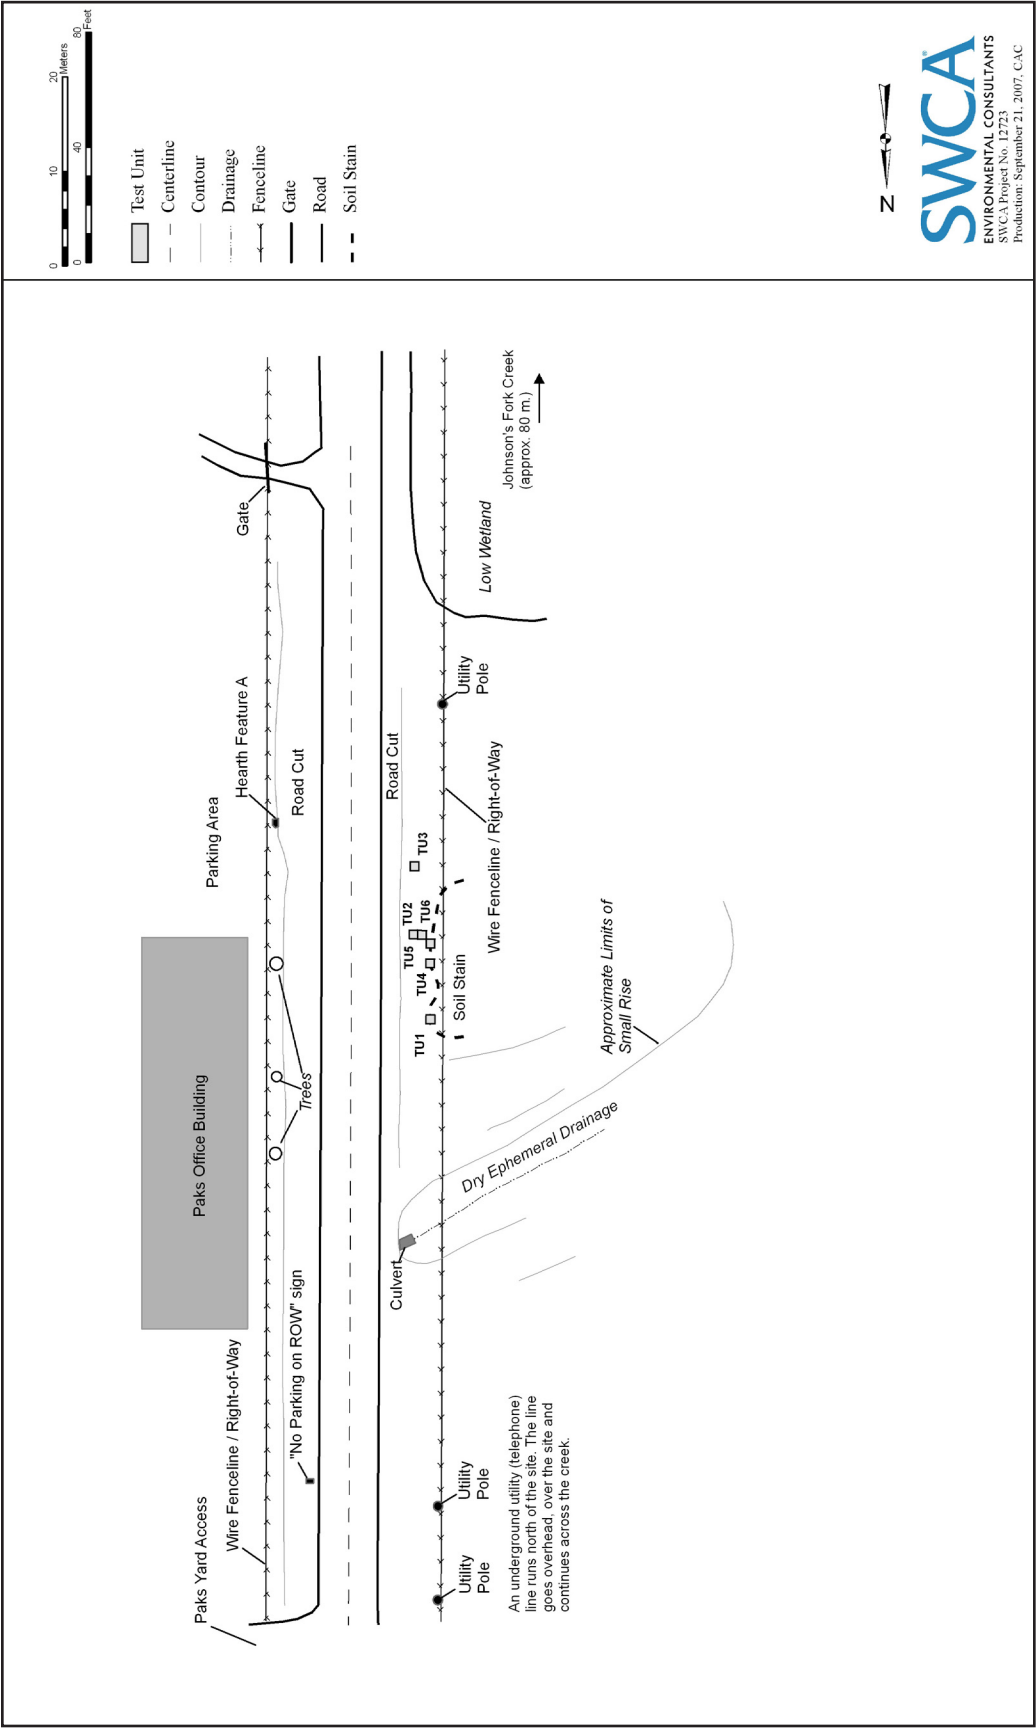 Paks Yard Access
Wire Fenceline / Right-of-Way
"No Parking on ROW" sign
Paks Office Building
Trees
Parking Area
Hearth Feature A
Road Cut
Gate
Road Cut
Culvert
TU1
TU4
TU5
TU2
TU6
TU3
Soil Stain
Utility
Pole
Utility
Pole
Utility
Pole
Wire Fenceline / Right-of-Way
Low Wetland
Johnson's Fork Creek
(approx. 80 m.)
Dry Ephemeral Drainage
Approximate Limits of
Small Rise
An underground utility (telephone)
line runs north of the site. The line
goes overhead, over the site and
continues across the creek.
0 10 20
Meters
0 40 80
Feet
Test Unit
Centerline
Contour
Drainage
Fenceline
Gate
Road
Soil Stain
N
SWCA®
ENVIRONMENTAL CONSULTANTS
SWCA Project No. 12723
Production: September 21, 2007, CAC